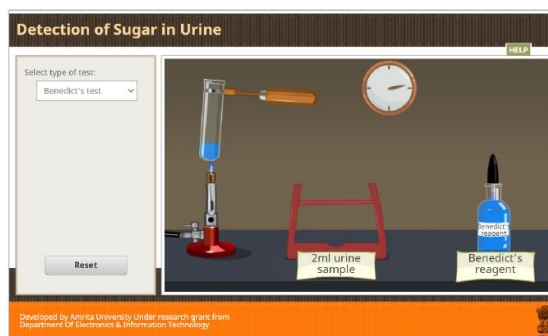 Detection of Sugar in Urine
HELP
Select type of test:
Benedict's test
Benedict's
reagent
2ml urine
sample
Benedict's
reagent
Reset
Developed by Amrita University Under research grant from
Department Of Electronics & Information Technology